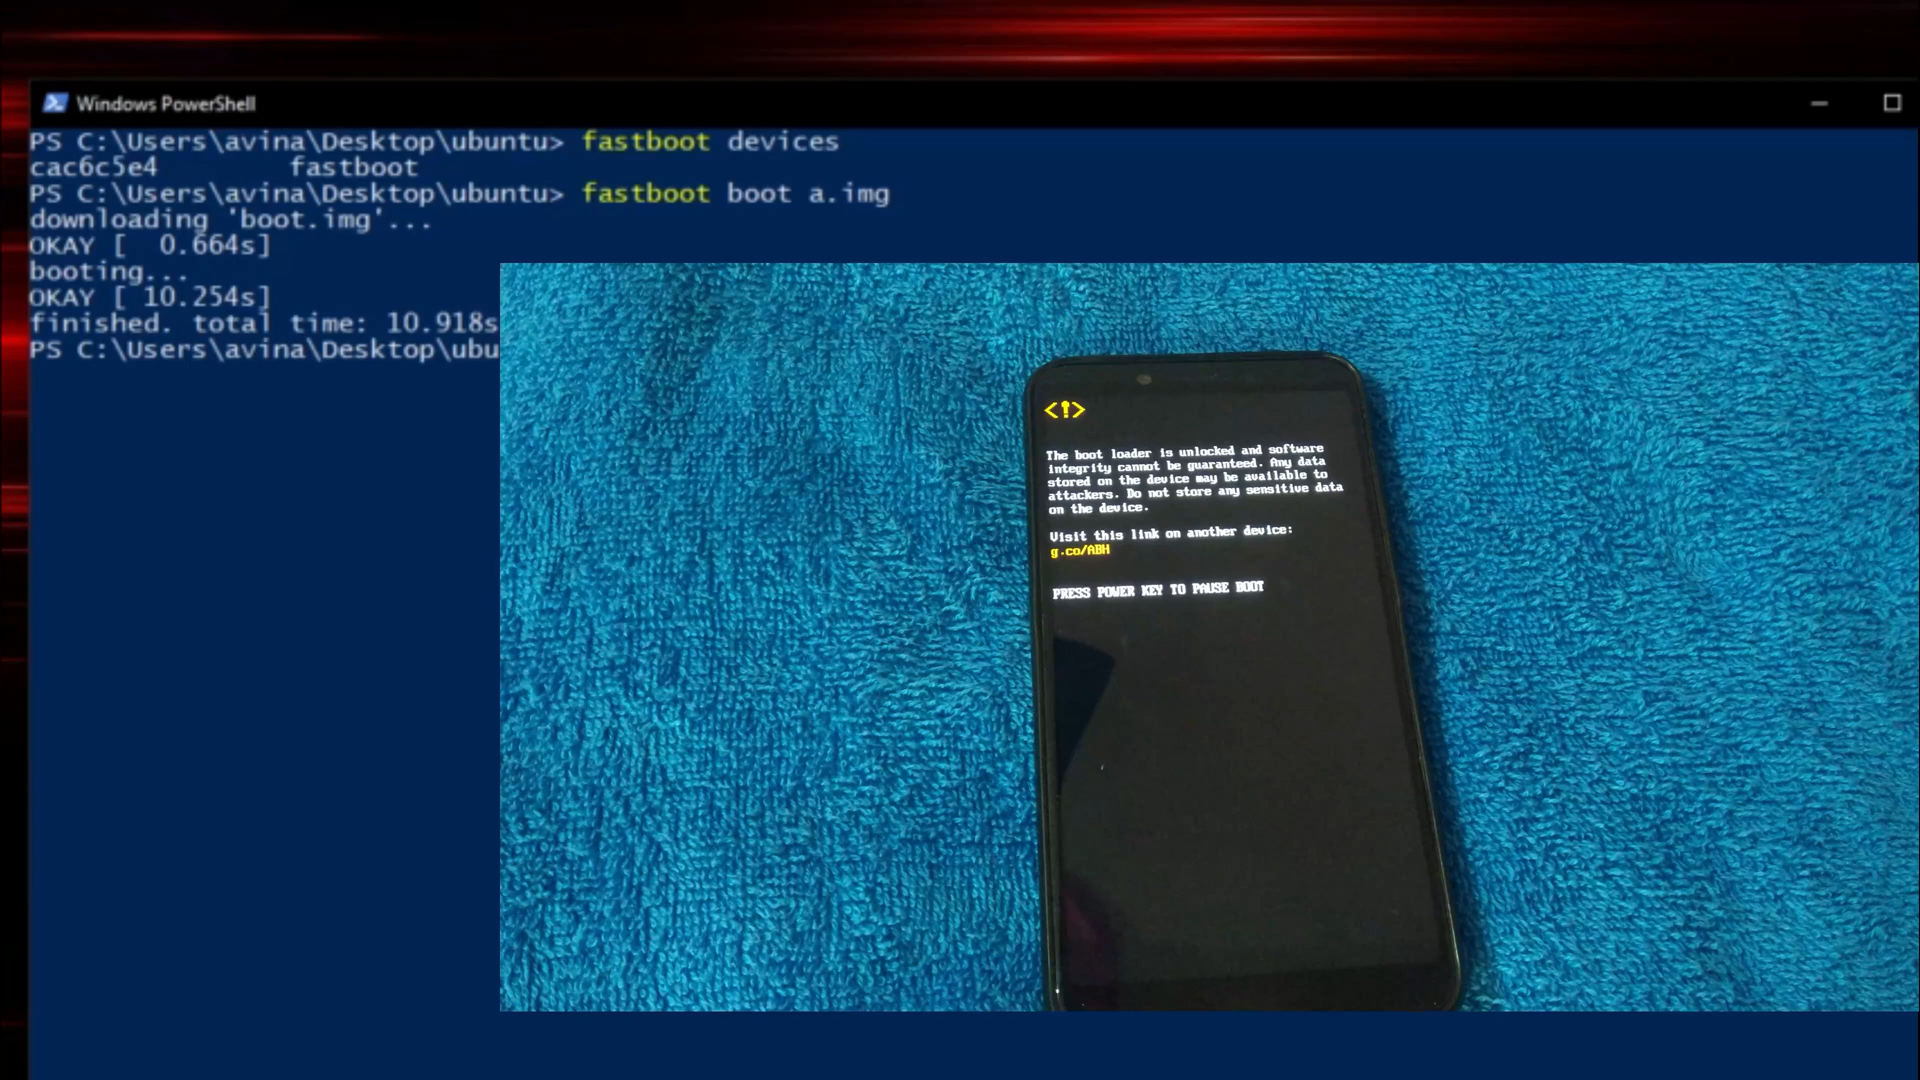 Windows PowerShell
PS C:\Users\avina\Desktop\ubuntu> fastboot devices
cac6c5e4 fastboot
PS C:\Users\avina\Desktop\ubuntu> fastboot boot a.img
downloading 'boot.img'...
OKAY [ 0.664s]
booting...
OKAY [ 10.254s]
finished. total time: 10.918s
PS C:\Users\avina\Desktop\ubu
<!>
The boot loader is unlocked and software
integrity cannot be guaranteed. Any data
stored on the device may be available to
attackers. Do not store any sensitive data
on the device.
Visit this link on another device:
g.co/ABH
PRESS POWER KEY TO PAUSE BOOT